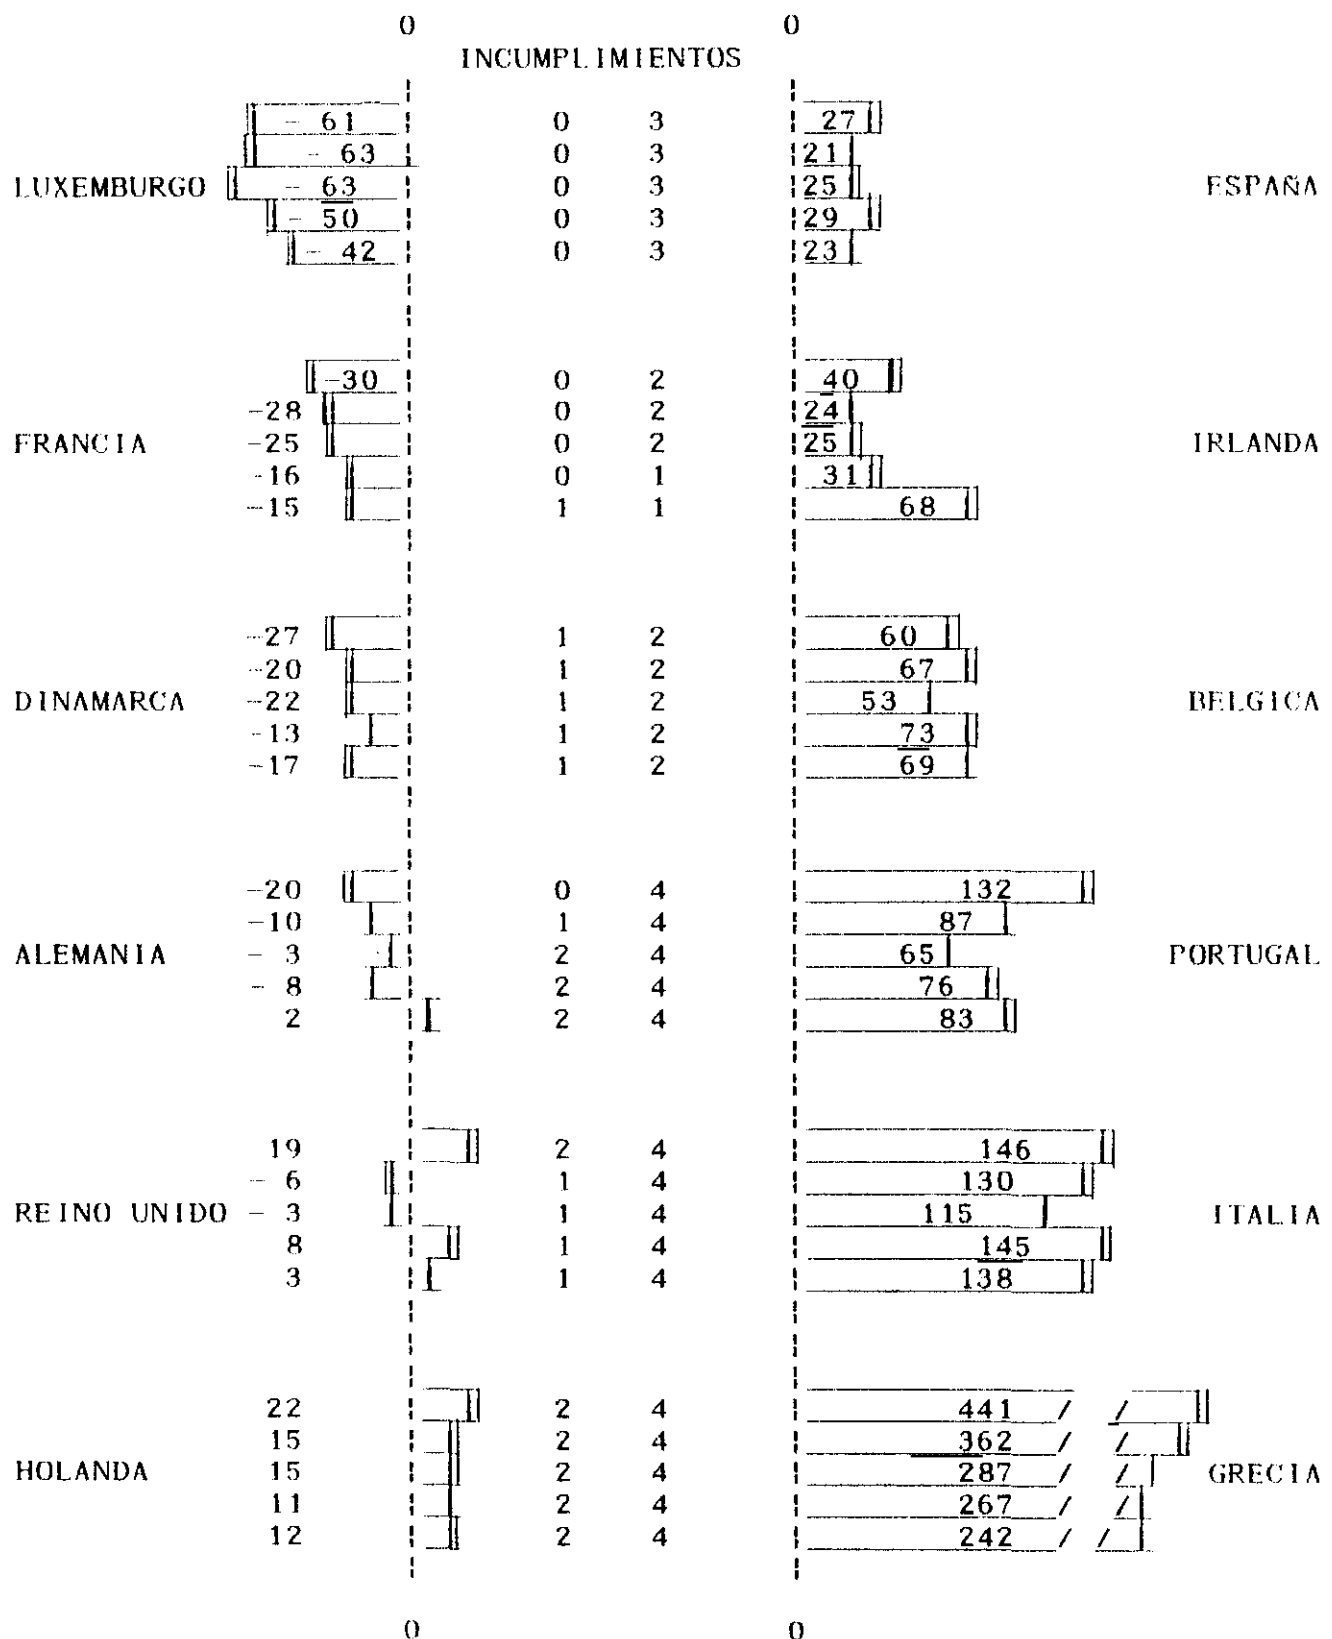 0 0
INCUMPLIMIENTOS
- 61 0 3 27
- 63 0 3 21
LUXEMBURGO - 63 0 3 25 ESPAÑA
- 50 0 3 29
- 42 0 3 23
-30 0 2 40
-28 0 2 24
FRANCIA -25 0 2 25 IRLANDA
-16 0 1 31
-15 1 1 68
-27 1 2 60
-20 1 2 67
DINAMARCA -22 1 2 53 BELGICA
-13 1 2 73
-17 1 2 69
-20 0 4 132
-10 1 4 87
ALEMANIA - 3 2 4 65 PORTUGAL
- 8 2 4 76
2 2 4 83
19 2 4 146
- 6 1 4 130
REINO UNIDO - 3 1 4 115 ITALIA
8 1 4 145
3 1 4 138
22 2 4 441 / /
15 2 4 362 / /
HOLANDA 15 2 4 287 / / GRECIA
11 2 4 267 / /
12 2 4 242 / /
0 0